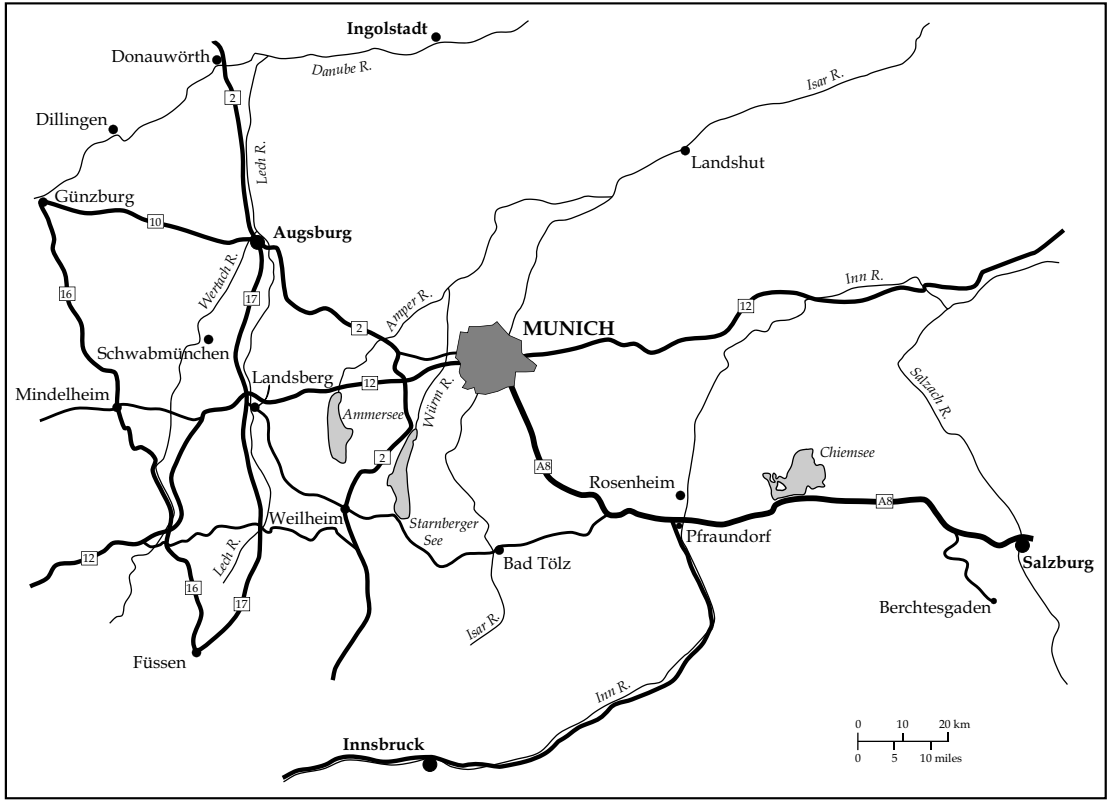 Ingolstadt
Donauwörth
Danube R.
Isar R.
2
Dillingen
Lech R.
Landshut
Günzburg
10
Augsburg
Wertach R.
16
17
Inn R.
Amper R.
12
2
MUNICH
Schwabmünchen
Landsberg
12
Würm R.
Salzach R.
Mindelheim
Ammersee
2
A8
Chiemsee
Rosenheim
A8
Weilheim
Starnberger
See
Pfraundorf
Lech R.
12
Bad Tölz
Salzburg
16
17
Berchtesgaden
Isar R.
Füssen
Inn R.
0 10 20 km
Innsbruck
0 5 10 miles